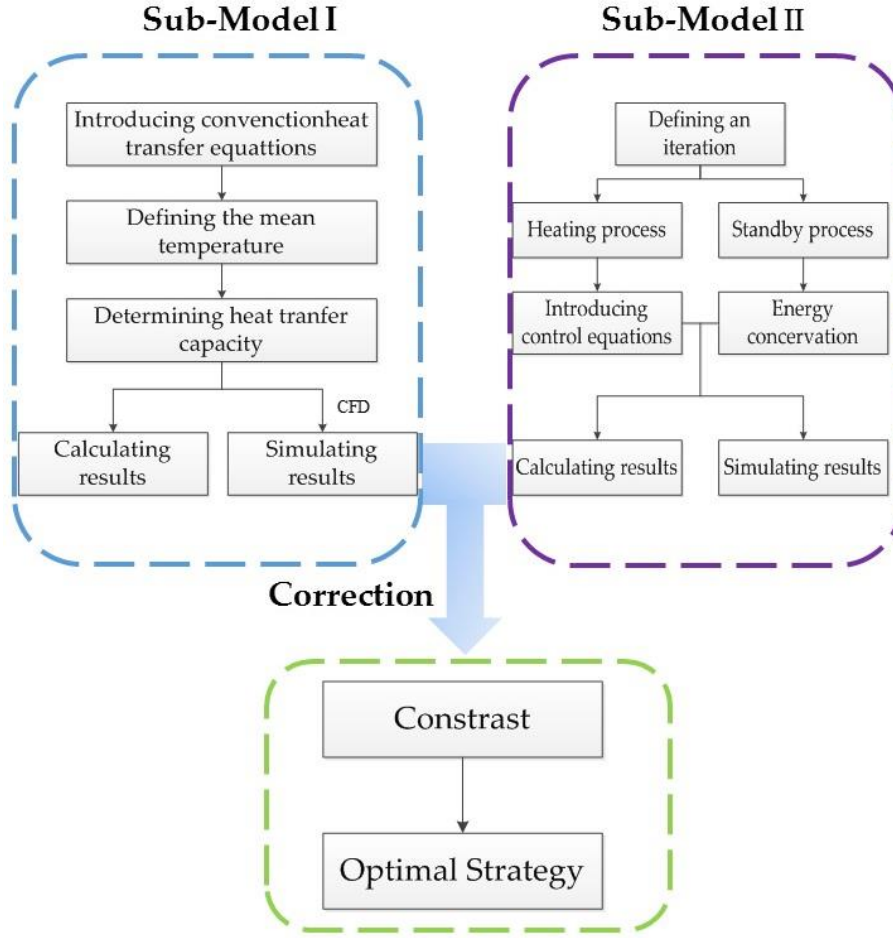 Sub-Model I
Introducing convenctionheat
transfer equattions
Defining the mean
temperature
Determining heat tranfer
capacity
CFD
Calculating
results
Simulating
results
Sub-Model II
Defining an
iteration
Heating process
Standby process
Introducing
control equations
Energy
concervation
Calculating results
Simulating results
Correction
Constrast
Optimal Strategy